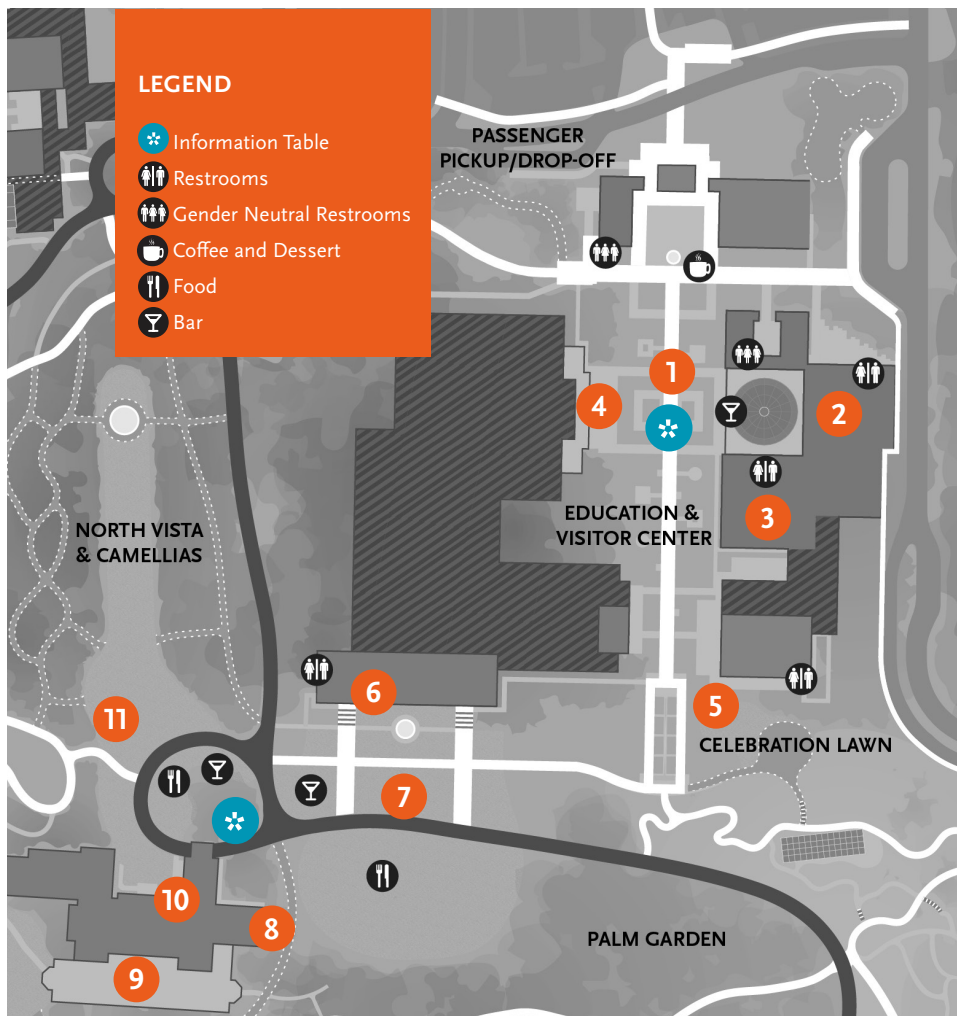 LEGEND
Information Table
Restrooms
Gender Neutral Restrooms
Coffee and Dessert
Food
Bar
PASSENGER
PICKUP/DROP-OFF
1
4
2
EDUCATION &
VISITOR CENTER
3
NORTH VISTA
& CAMELLIAS
6
5
11
CELEBRATION LAWN
7
10
8
PALM GARDEN
9